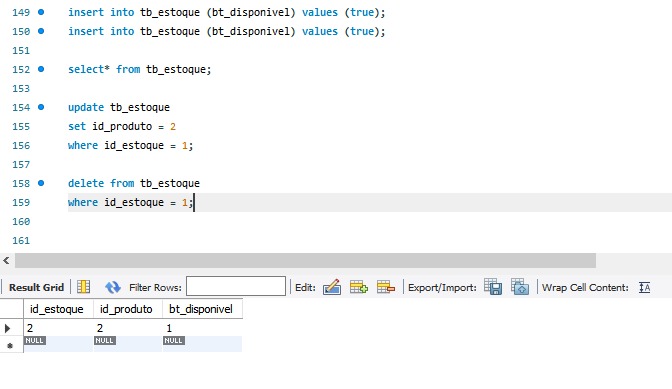 149 insert into tb_estoque (bt_disponivel) values (true);
150 insert into tb_estoque (bt_disponivel) values (true);
151
152 select* from tb_estoque;
153
154 update tb_estoque
155 set id_produto = 2
156 where id_estoque = 1;
157
158 delete from tb_estoque
159 where id_estoque = 1;
160
161
Result Grid Filter Rows: Edit: Export/Import: Wrap Cell Content: IA
id_estoque id_produto bt_disponivel
2 2 1
NULL NULL NULL